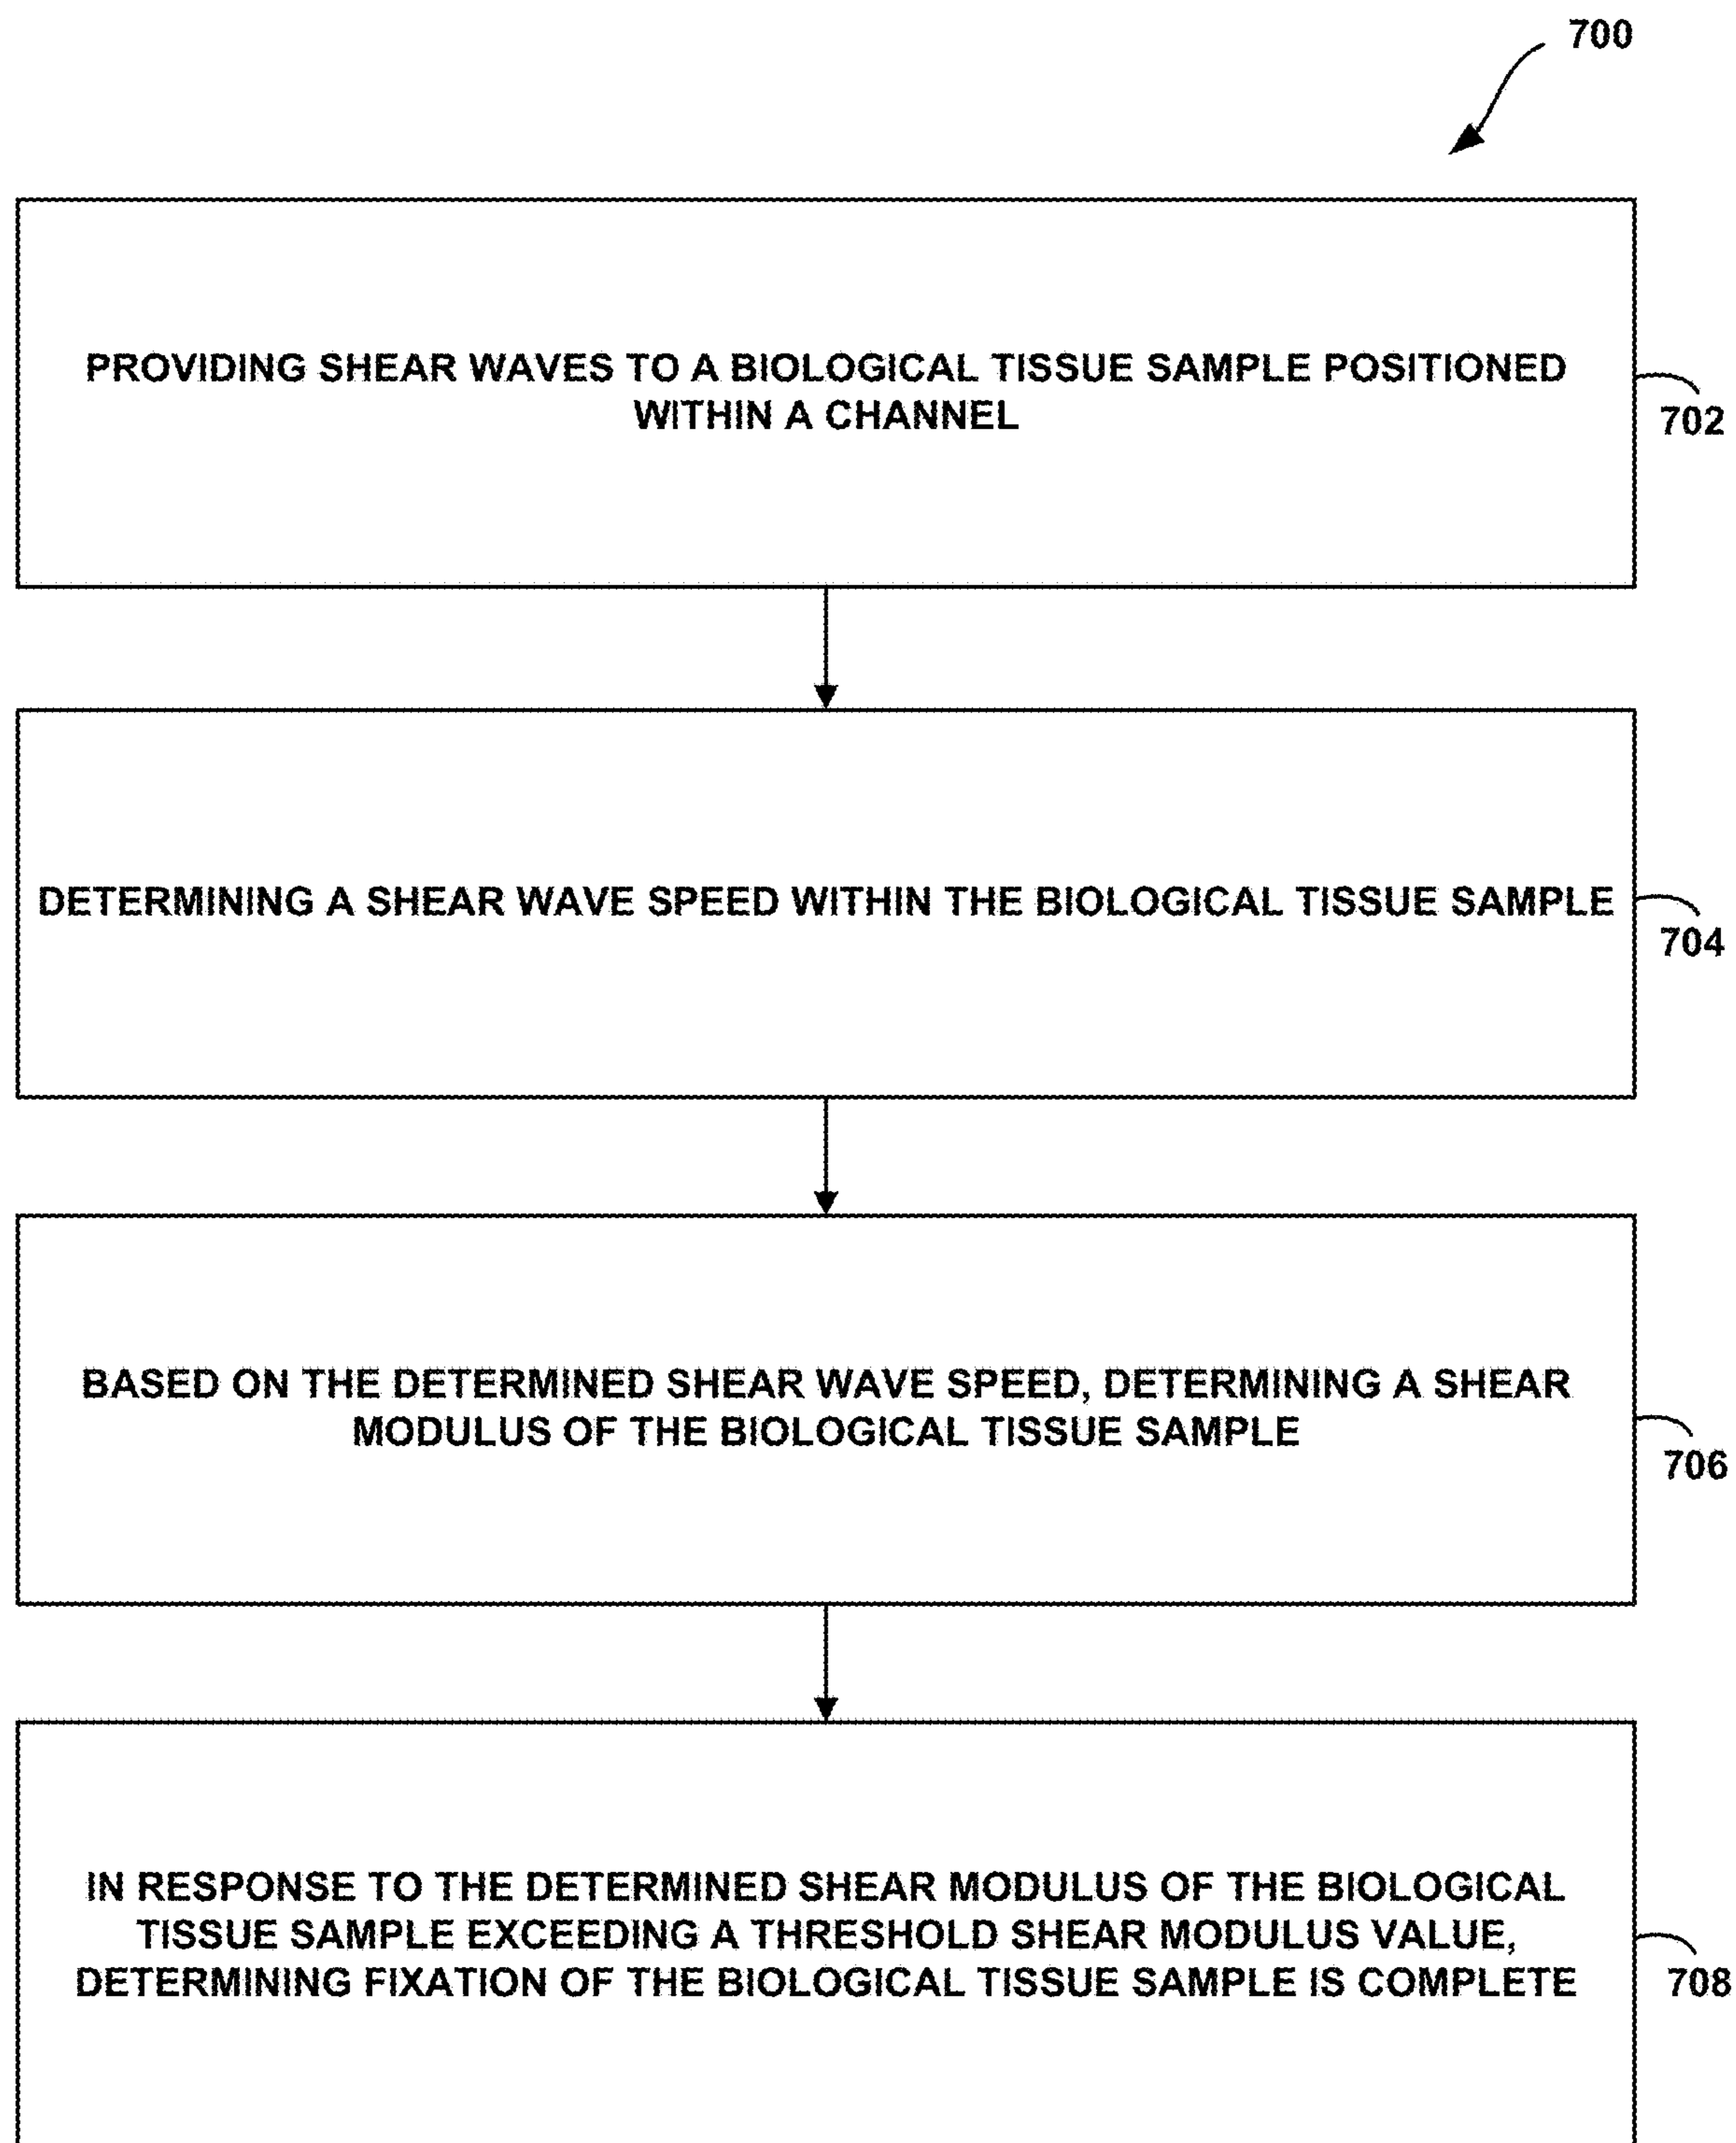 700
PROVIDING SHEAR WAVES TO A BIOLOGICAL TISSUE SAMPLE POSITIONED
WITHIN A CHANNEL
702
DETERMINING A SHEAR WAVE SPEED WITHIN THE BIOLOGICAL TISSUE SAMPLE
704
BASED ON THE DETERMINED SHEAR WAVE SPEED, DETERMINING A SHEAR
MODULUS OF THE BIOLOGICAL TISSUE SAMPLE
706
IN RESPONSE TO THE DETERMINED SHEAR MODULUS OF THE BIOLOGICAL
TISSUE SAMPLE EXCEEDING A THRESHOLD SHEAR MODULUS VALUE,
DETERMINING FIXATION OF THE BIOLOGICAL TISSUE SAMPLE IS COMPLETE
708